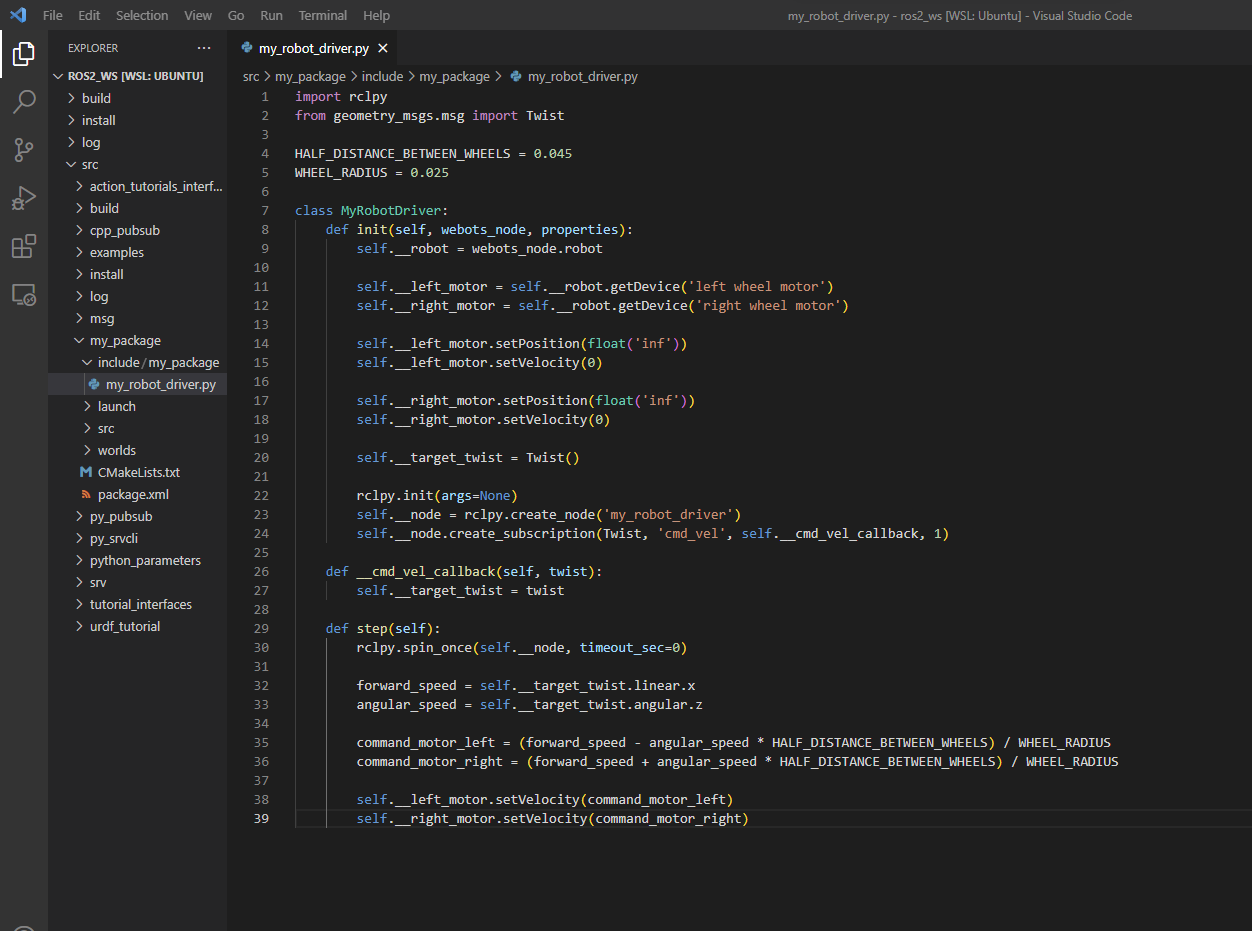 File Edit Selection View Go Run Terminal Help my_robot_driver.py - ros2_ws [WSL: Ubuntu] - Visual Studio Code
EXPLORER ...
ROS2_WS [WSL: UBUNTU]
build
install
log
src
action_tutorials_interf...
build
cpp_pubsub
examples
install
log
msg
my_package
include/my_package
my_robot_driver.py
launch
src
worlds
CMakeLists.txt
package.xml
py_pubsub
py_srvcli
python_parameters
srv
tutorial_interfaces
urdf_tutorial
my_robot_driver.py
src > my_package > include > my_package > my_robot_driver.py
1 import rclpy
2 from geometry_msgs.msg import Twist
3
4 HALF_DISTANCE_BETWEEN_WHEELS = 0.045
5 WHEEL_RADIUS = 0.025
6
7 class MyRobotDriver:
8     def init(self, webots_node, properties):
9         self.__robot = webots_node.robot
10
11         self.__left_motor = self.__robot.getDevice('left wheel motor')
12         self.__right_motor = self.__robot.getDevice('right wheel motor')
13
14         self.__left_motor.setPosition(float('inf'))
15         self.__left_motor.setVelocity(0)
16
17         self.__right_motor.setPosition(float('inf'))
18         self.__right_motor.setVelocity(0)
19
20         self.__target_twist = Twist()
21
22         rclpy.init(args=None)
23         self.__node = rclpy.create_node('my_robot_driver')
24         self.__node.create_subscription(Twist, 'cmd_vel', self.__cmd_vel_callback, 1)
25
26     def __cmd_vel_callback(self, twist):
27         self.__target_twist = twist
28
29     def step(self):
30         rclpy.spin_once(self.__node, timeout_sec=0)
31
32         forward_speed = self.__target_twist.linear.x
33         angular_speed = self.__target_twist.angular.z
34
35         command_motor_left = (forward_speed - angular_speed * HALF_DISTANCE_BETWEEN_WHEELS) / WHEEL_RADIUS
36         command_motor_right = (forward_speed + angular_speed * HALF_DISTANCE_BETWEEN_WHEELS) / WHEEL_RADIUS
37
38         self.__left_motor.setVelocity(command_motor_left)
39         self.__right_motor.setVelocity(command_motor_right)